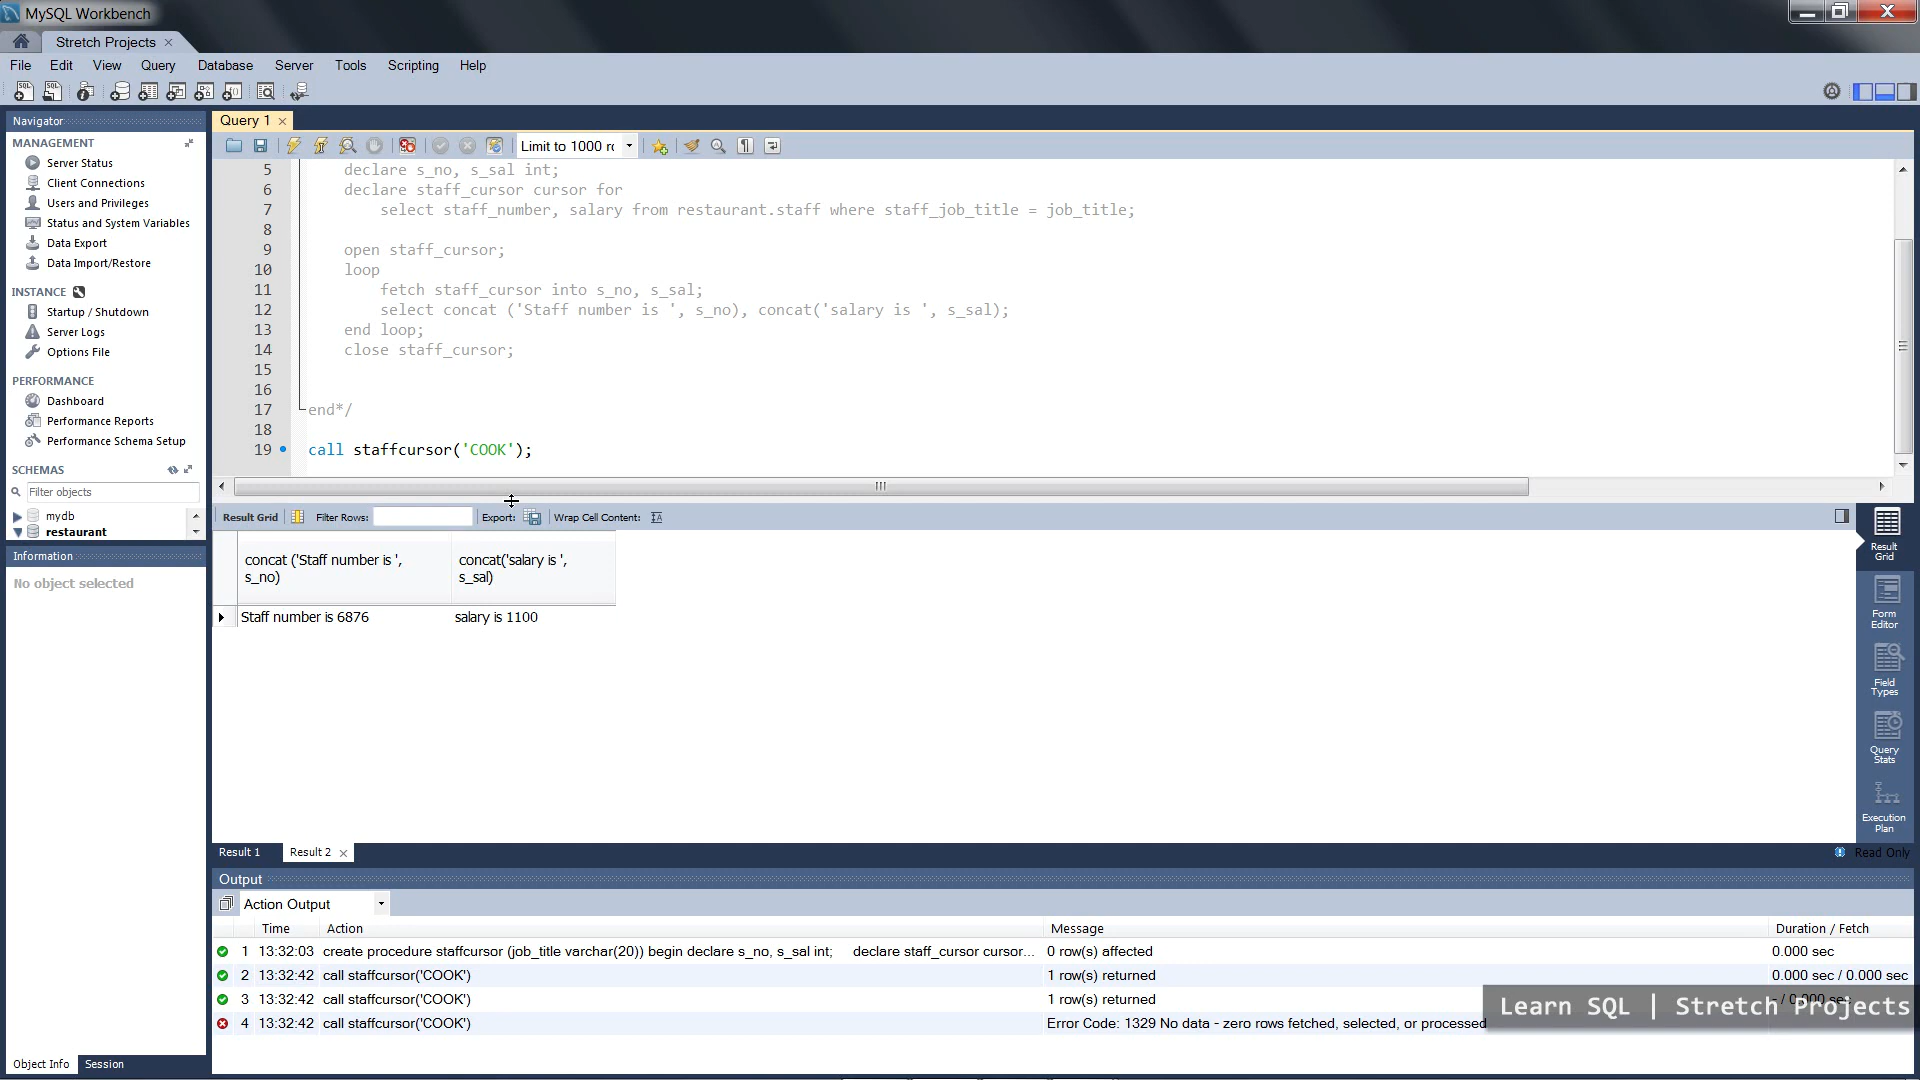 MySQL Workbench
Stretch Projects
File Edit View Query Database Server Tools Scripting Help
Navigator
MANAGEMENT
Server Status
Client Connections
Users and Privileges
Status and System Variables
Data Export
Data Import/Restore
INSTANCE
Startup / Shutdown
Server Logs
Options File
PERFORMANCE
Dashboard
Performance Reports
Performance Schema Setup
SCHEMAS
Filter objects
mydb
restaurant
Information
No object selected
Object Info Session
Query 1
Limit to 1000 rc
5 declare s_no, s_sal int;
6 declare staff_cursor cursor for
7 select staff_number, salary from restaurant.staff where staff_job_title = job_title;
8
9 open staff_cursor;
10 loop
11 fetch staff_cursor into s_no, s_sal;
12 select concat ('Staff number is ', s_no), concat('salary is ', s_sal);
13 end loop;
14 close staff_cursor;
15
16
17 end*/
18
19 call staffcursor('COOK');
Result Grid Filter Rows: Export: Wrap Cell Content:
concat ('Staff number is ', s_no) concat('salary is ', s_sal)
Staff number is 6876 salary is 1100
Result Grid
Form Editor
Field Types
Query Stats
Execution Plan
Result 1 Result 2 Read Only
Output
Action Output
Time Action Message Duration / Fetch
1 13:32:03 create procedure staffcursor (job_title varchar(20)) begin declare s_no, s_sal int; declare staff_cursor cursor... 0 row(s) affected 0.000 sec
2 13:32:42 call staffcursor('COOK') 1 row(s) returned 0.000 sec / 0.000 sec
3 13:32:42 call staffcursor('COOK') 1 row(s) returned - / 0.000 sec
4 13:32:42 call staffcursor('COOK') Error Code: 1329 No data - zero rows fetched, selected, or processed
Learn SQL | Stretch Projects